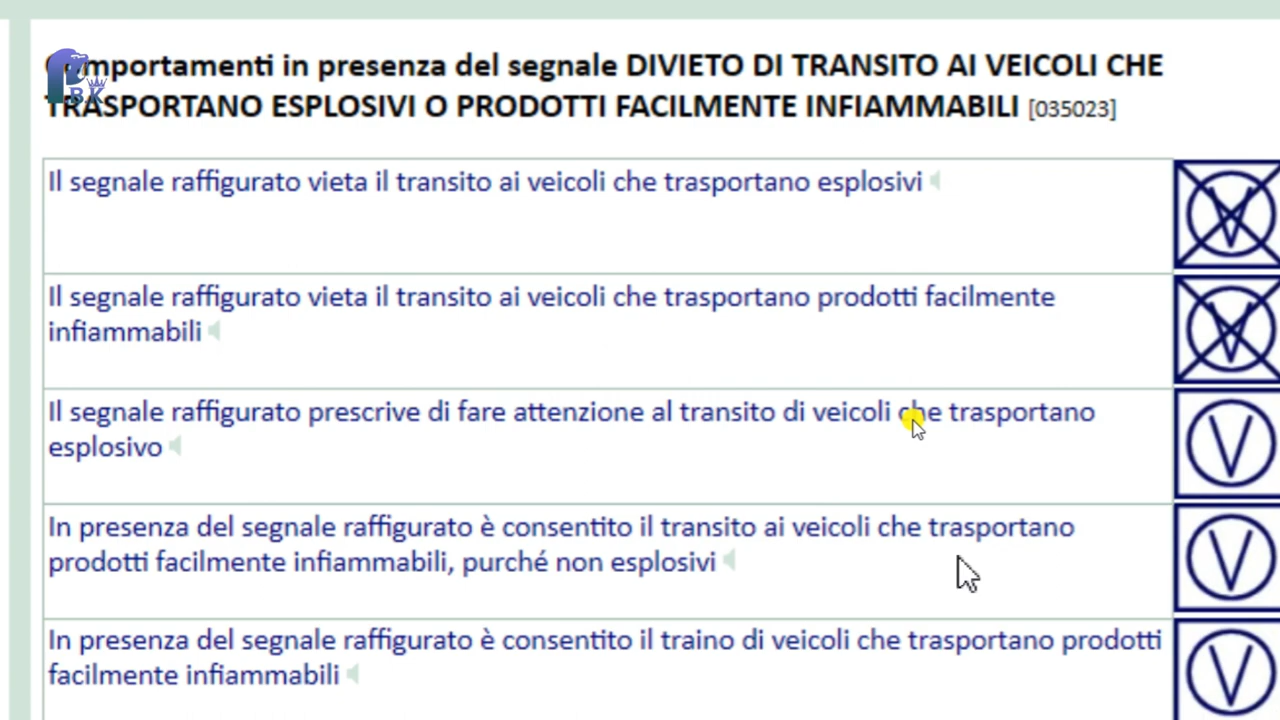 mportamenti in presenza del segnale DIVIETO DI TRANSITO AI VEICOLI CHE
TRASPORTANO ESPLOSIVI O PRODOTTI FACILMENTE INFIAMMABILI [035023]
B.K
Il segnale raffigurato vieta il transito ai veicoli che trasportano esplosivi
V
Il segnale raffigurato vieta il transito ai veicoli che trasportano prodotti facilmente
infiammabili
V
Il segnale raffigurato prescrive di fare attenzione al transito di veicoli che trasportano
esplosivo
V
In presenza del segnale raffigurato è consentito il transito ai veicoli che trasportano
prodotti facilmente infiammabili, purché non esplosivi
V
In presenza del segnale raffigurato è consentito il traino di veicoli che trasportano prodotti
facilmente infiammabili
V